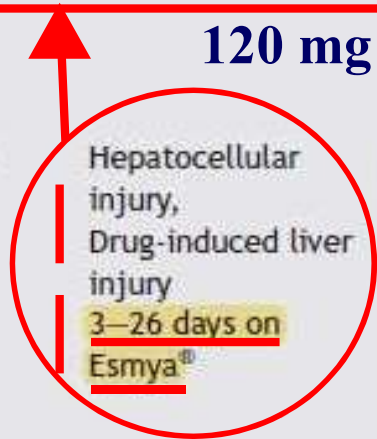 120 mg
Hepatocellular
injury,
Drug-induced liver
injury
3—26 days on
Esmya®